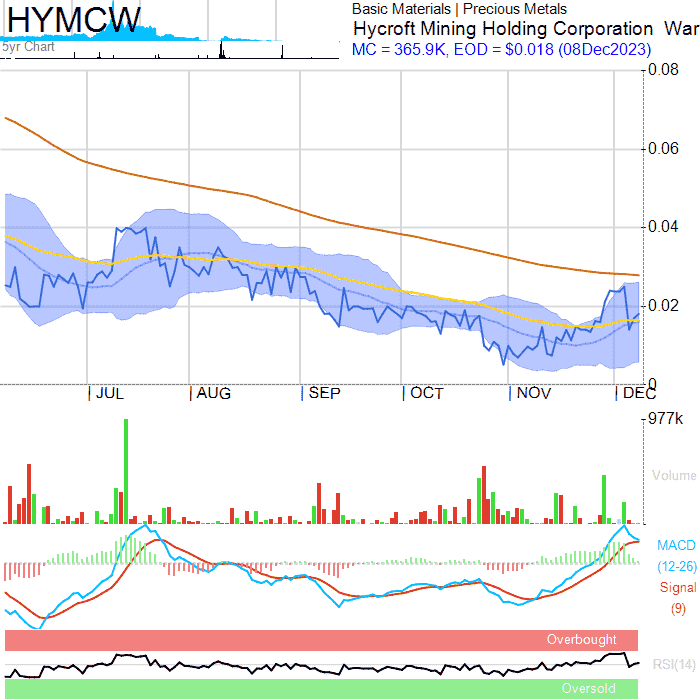 HYMCW
5yr Chart
Basic Materials | Precious Metals
Hycroft Mining Holding Corporation War
MC = 365.9K, EOD = $0.018 (08Dec2023)
0.08
0.06
0.04
0.02
0
JUL AUG SEP OCT NOV DEC
977k
Volume
MACD
(12-26)
Signal
(9)
Overbought
RSI(14)
Oversold